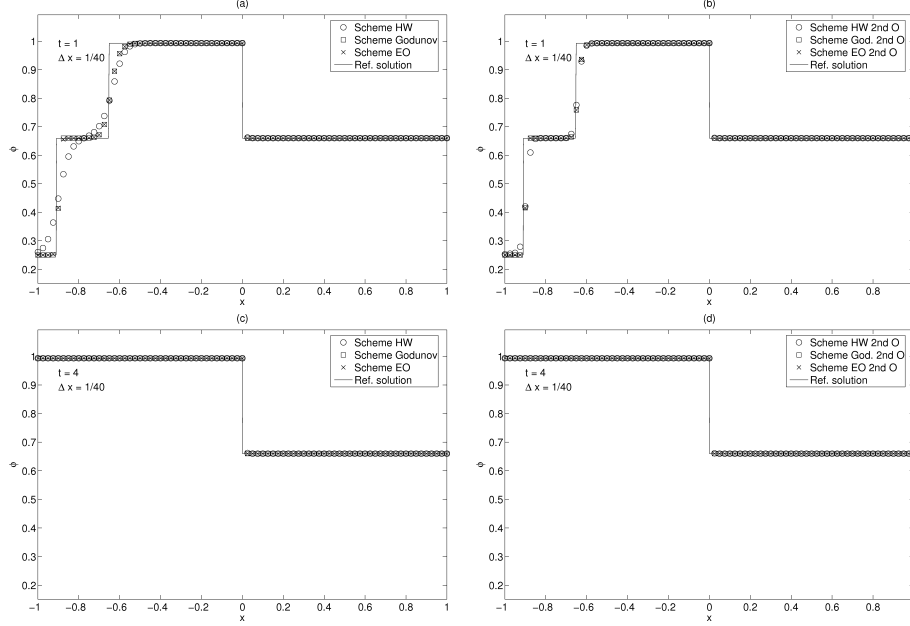 (a)
1
0.9
0.8
0.7
0.6
0.5
0.4
0.3
0.2
ϕ
t = 1
Δ x = 1/40
Scheme HW
Scheme Godunov
Scheme EO
Ref. solution
−1 −0.8 −0.6 −0.4 −0.2 0 0.2 0.4 0.6 0.8 1
x
(b)
1
0.9
0.8
0.7
0.6
0.5
0.4
0.3
0.2
ϕ
t = 1
Δ x = 1/40
Scheme HW 2nd O
Scheme God. 2nd O
Scheme EO 2nd O
Ref. solution
−1 −0.8 −0.6 −0.4 −0.2 0 0.2 0.4 0.6 0.8
x
(c)
1
0.9
0.8
0.7
0.6
0.5
0.4
0.3
0.2
ϕ
t = 4
Δ x = 1/40
Scheme HW
Scheme Godunov
Scheme EO
Ref. solution
−1 −0.8 −0.6 −0.4 −0.2 0 0.2 0.4 0.6 0.8 1
x
(d)
1
0.9
0.8
0.7
0.6
0.5
0.4
0.3
0.2
ϕ
t = 4
Δ x = 1/40
Scheme HW 2nd O
Scheme God. 2nd O
Scheme EO 2nd O
Ref. solution
−1 −0.8 −0.6 −0.4 −0.2 0 0.2 0.4 0.6 0.8
x